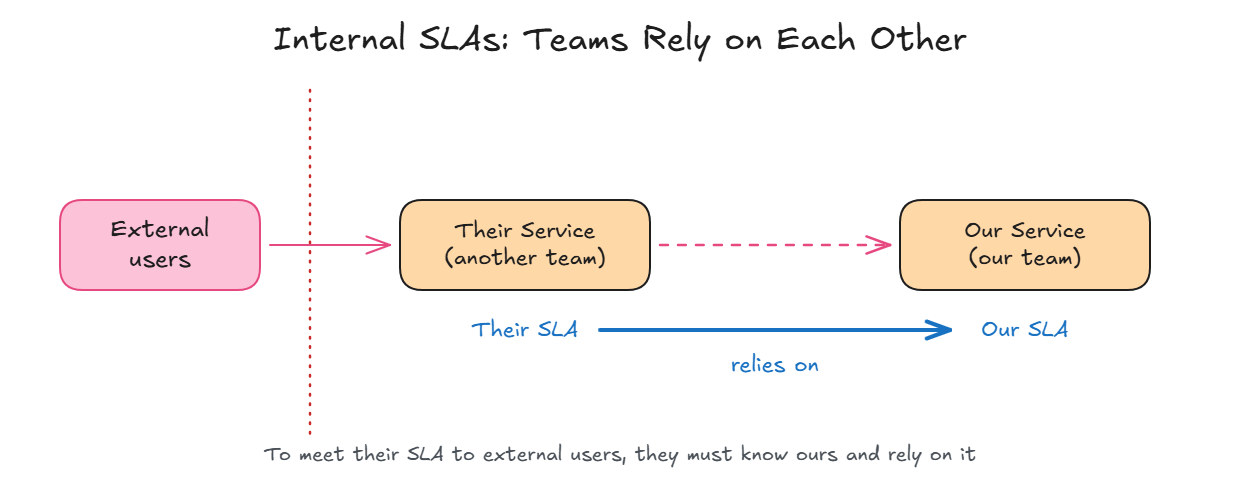 Internal SLAs: Teams Rely on Each Other
External
users
Their Service
(another team)
Our Service
(our team)
Their SLA
Our SLA
relies on
To meet their SLA to external users, they must know ours and rely on it